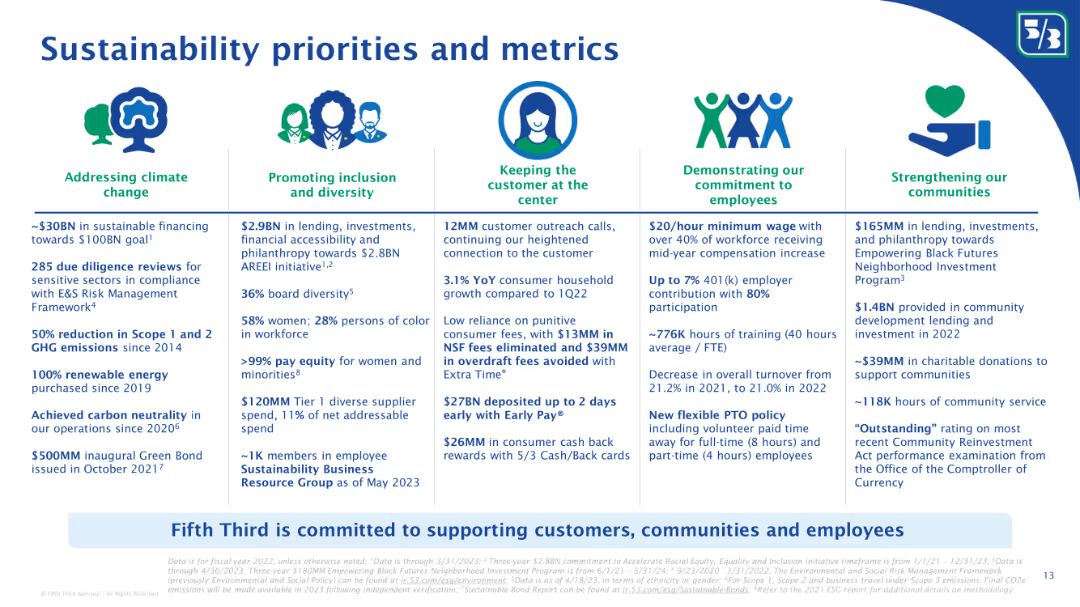 Sustainability priorities and metrics
5/3
Addressing climate
change
~$30BN in sustainable financing
towards $100BN goal¹
285 due diligence reviews for
sensitive sectors in compliance
with E&S Risk Management
Framework⁴
50% reduction in Scope 1 and 2
GHG emissions since 2014
100% renewable energy
purchased since 2019
Achieved carbon neutrality in
our operations since 2020⁶
$500MM inaugural Green Bond
issued in October 2021⁷
Promoting inclusion
and diversity
$2.9BN in lending, investments,
financial accessibility and
philanthropy towards $2.8BN
AREEI initiative¹,²
36% board diversity⁵
58% women; 28% persons of color
in workforce
>99% pay equity for women and
minorities⁸
$120MM Tier 1 diverse supplier
spend, 11% of net addressable
spend
~1K members in employee
Sustainability Business
Resource Group as of May 2023
Keeping the
customer at the
center
12MM customer outreach calls,
continuing our heightened
connection to the customer
3.1% YoY consumer household
growth compared to 1Q22
Low reliance on punitive
consumer fees, with $13MM in
NSF fees eliminated and $39MM
in overdraft fees avoided with
Extra Time®
$27BN deposited up to 2 days
early with Early Pay®
$26MM in consumer cash back
rewards with 5/3 Cash/Back cards
Demonstrating our
commitment to
employees
$20/hour minimum wage with
over 40% of workforce receiving
mid-year compensation increase
Up to 7% 401(k) employer
contribution with 80%
participation
~776K hours of training (40 hours
average / FTE)
Decrease in overall turnover from
21.2% in 2021, to 21.0% in 2022
New flexible PTO policy
including volunteer paid time
away for full-time (8 hours) and
part-time (4 hours) employees
Strengthening our
communities
$165MM in lending, investments,
and philanthropy towards
Empowering Black Futures
Neighborhood Investment
Program³
$1.4BN provided in community
development lending and
investment in 2022
~$39MM in charitable donations to
support communities
~118K hours of community service
"Outstanding" rating on most
recent Community Reinvestment
Act performance examination from
the Office of the Comptroller of
Currency
Fifth Third is committed to supporting customers, communities and employees
Data is for fiscal year 2022, unless otherwise noted; ¹Data is through 3/31/2023; ² Three-year $2.8BN commitment to Accelerate Racial Equity, Equality and Inclusion initiative timeframe is from 1/1/21 – 12/31/23; ³Data is
through 4/30/2023, Three-year $180MM Empowering Black Futures Neighborhood Investment Program is from 6/1/21 – 5/31/24; ⁴ 9/23/2020 3/31/2022, The Environmental and Social Risk Management Framework
(previously Environmental and Social Policy) can be found at ir.53.com/esg/environment; ⁵Data is as of 4/18/23, in terms of ethnicity or gender; ⁶For Scope 1, Scope 2 and business travel under Scope 3 emissions. Final CO2e
emissions will be made available in 2023 following independent verification; ⁷Sustainable Bond Report can be found at ir.53.com/esg/Sustainable-Bonds. ⁸Refer to the 2021 ESG report for additional details on methodology.
13
| All Rights Reserved